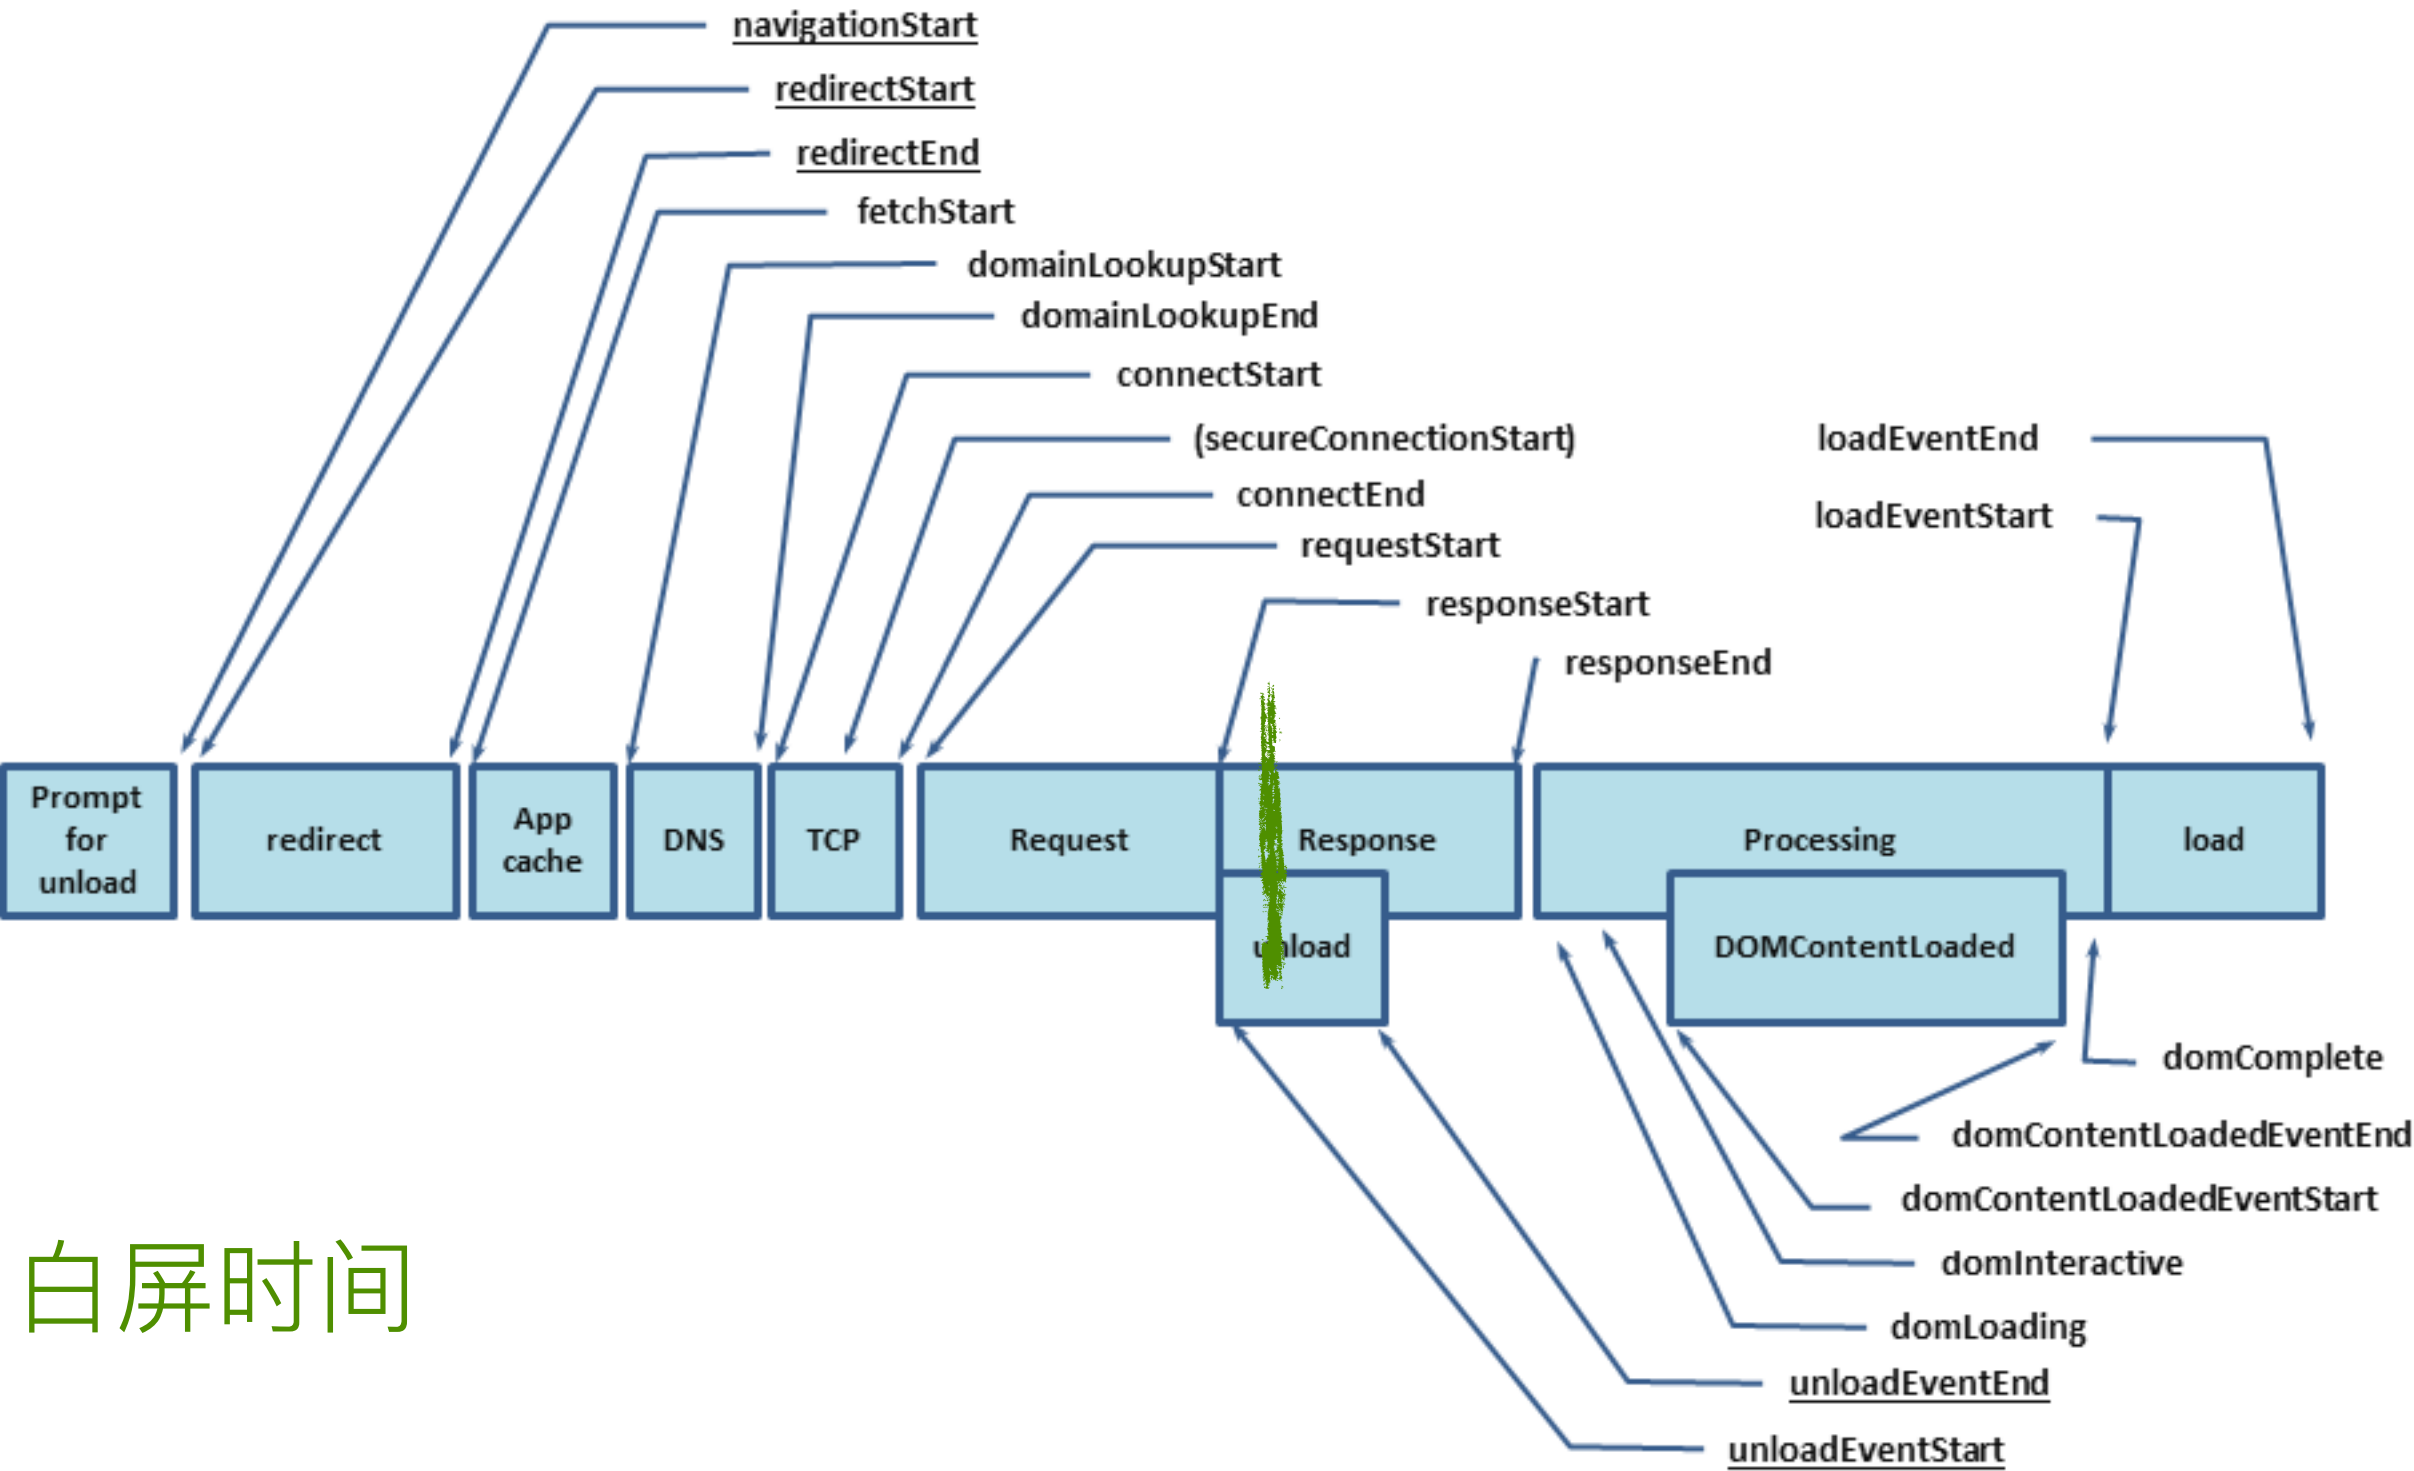 navigationStart
redirectStart
redirectEnd
fetchStart
domainLookupStart
domainLookupEnd
connectStart
(secureConnectionStart)
connectEnd
requestStart
responseStart
responseEnd
loadEventEnd
loadEventStart
Prompt
for
unload
redirect
App
cache
DNS
TCP
Request
Response
unload
Processing
DOMContentLoaded
load
domComplete
domContentLoadedEventEnd
domContentLoadedEventStart
domInteractive
domLoading
unloadEventEnd
unloadEventStart
白屏时间